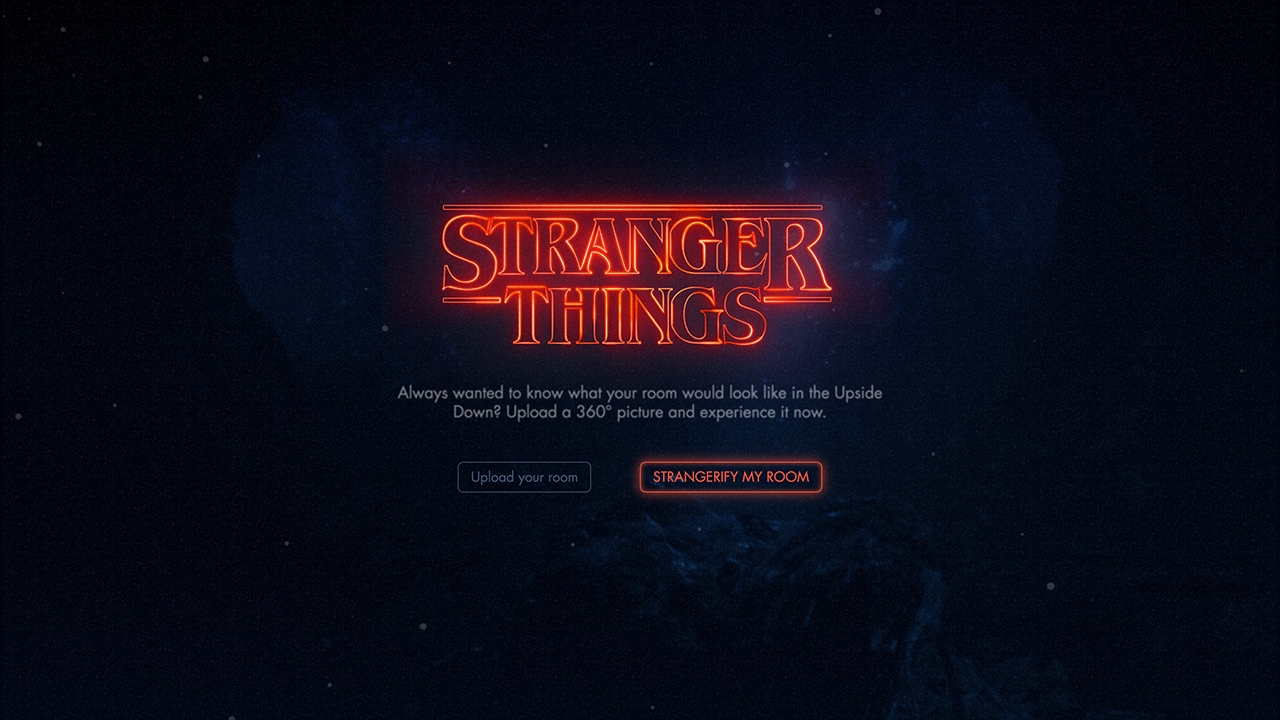 STRANGER
THINGS
Always wanted to know what your room would look like in the Upside
Down? Upload a 360° picture and experience it now.
Upload your room
STRANGERIFY MY ROOM